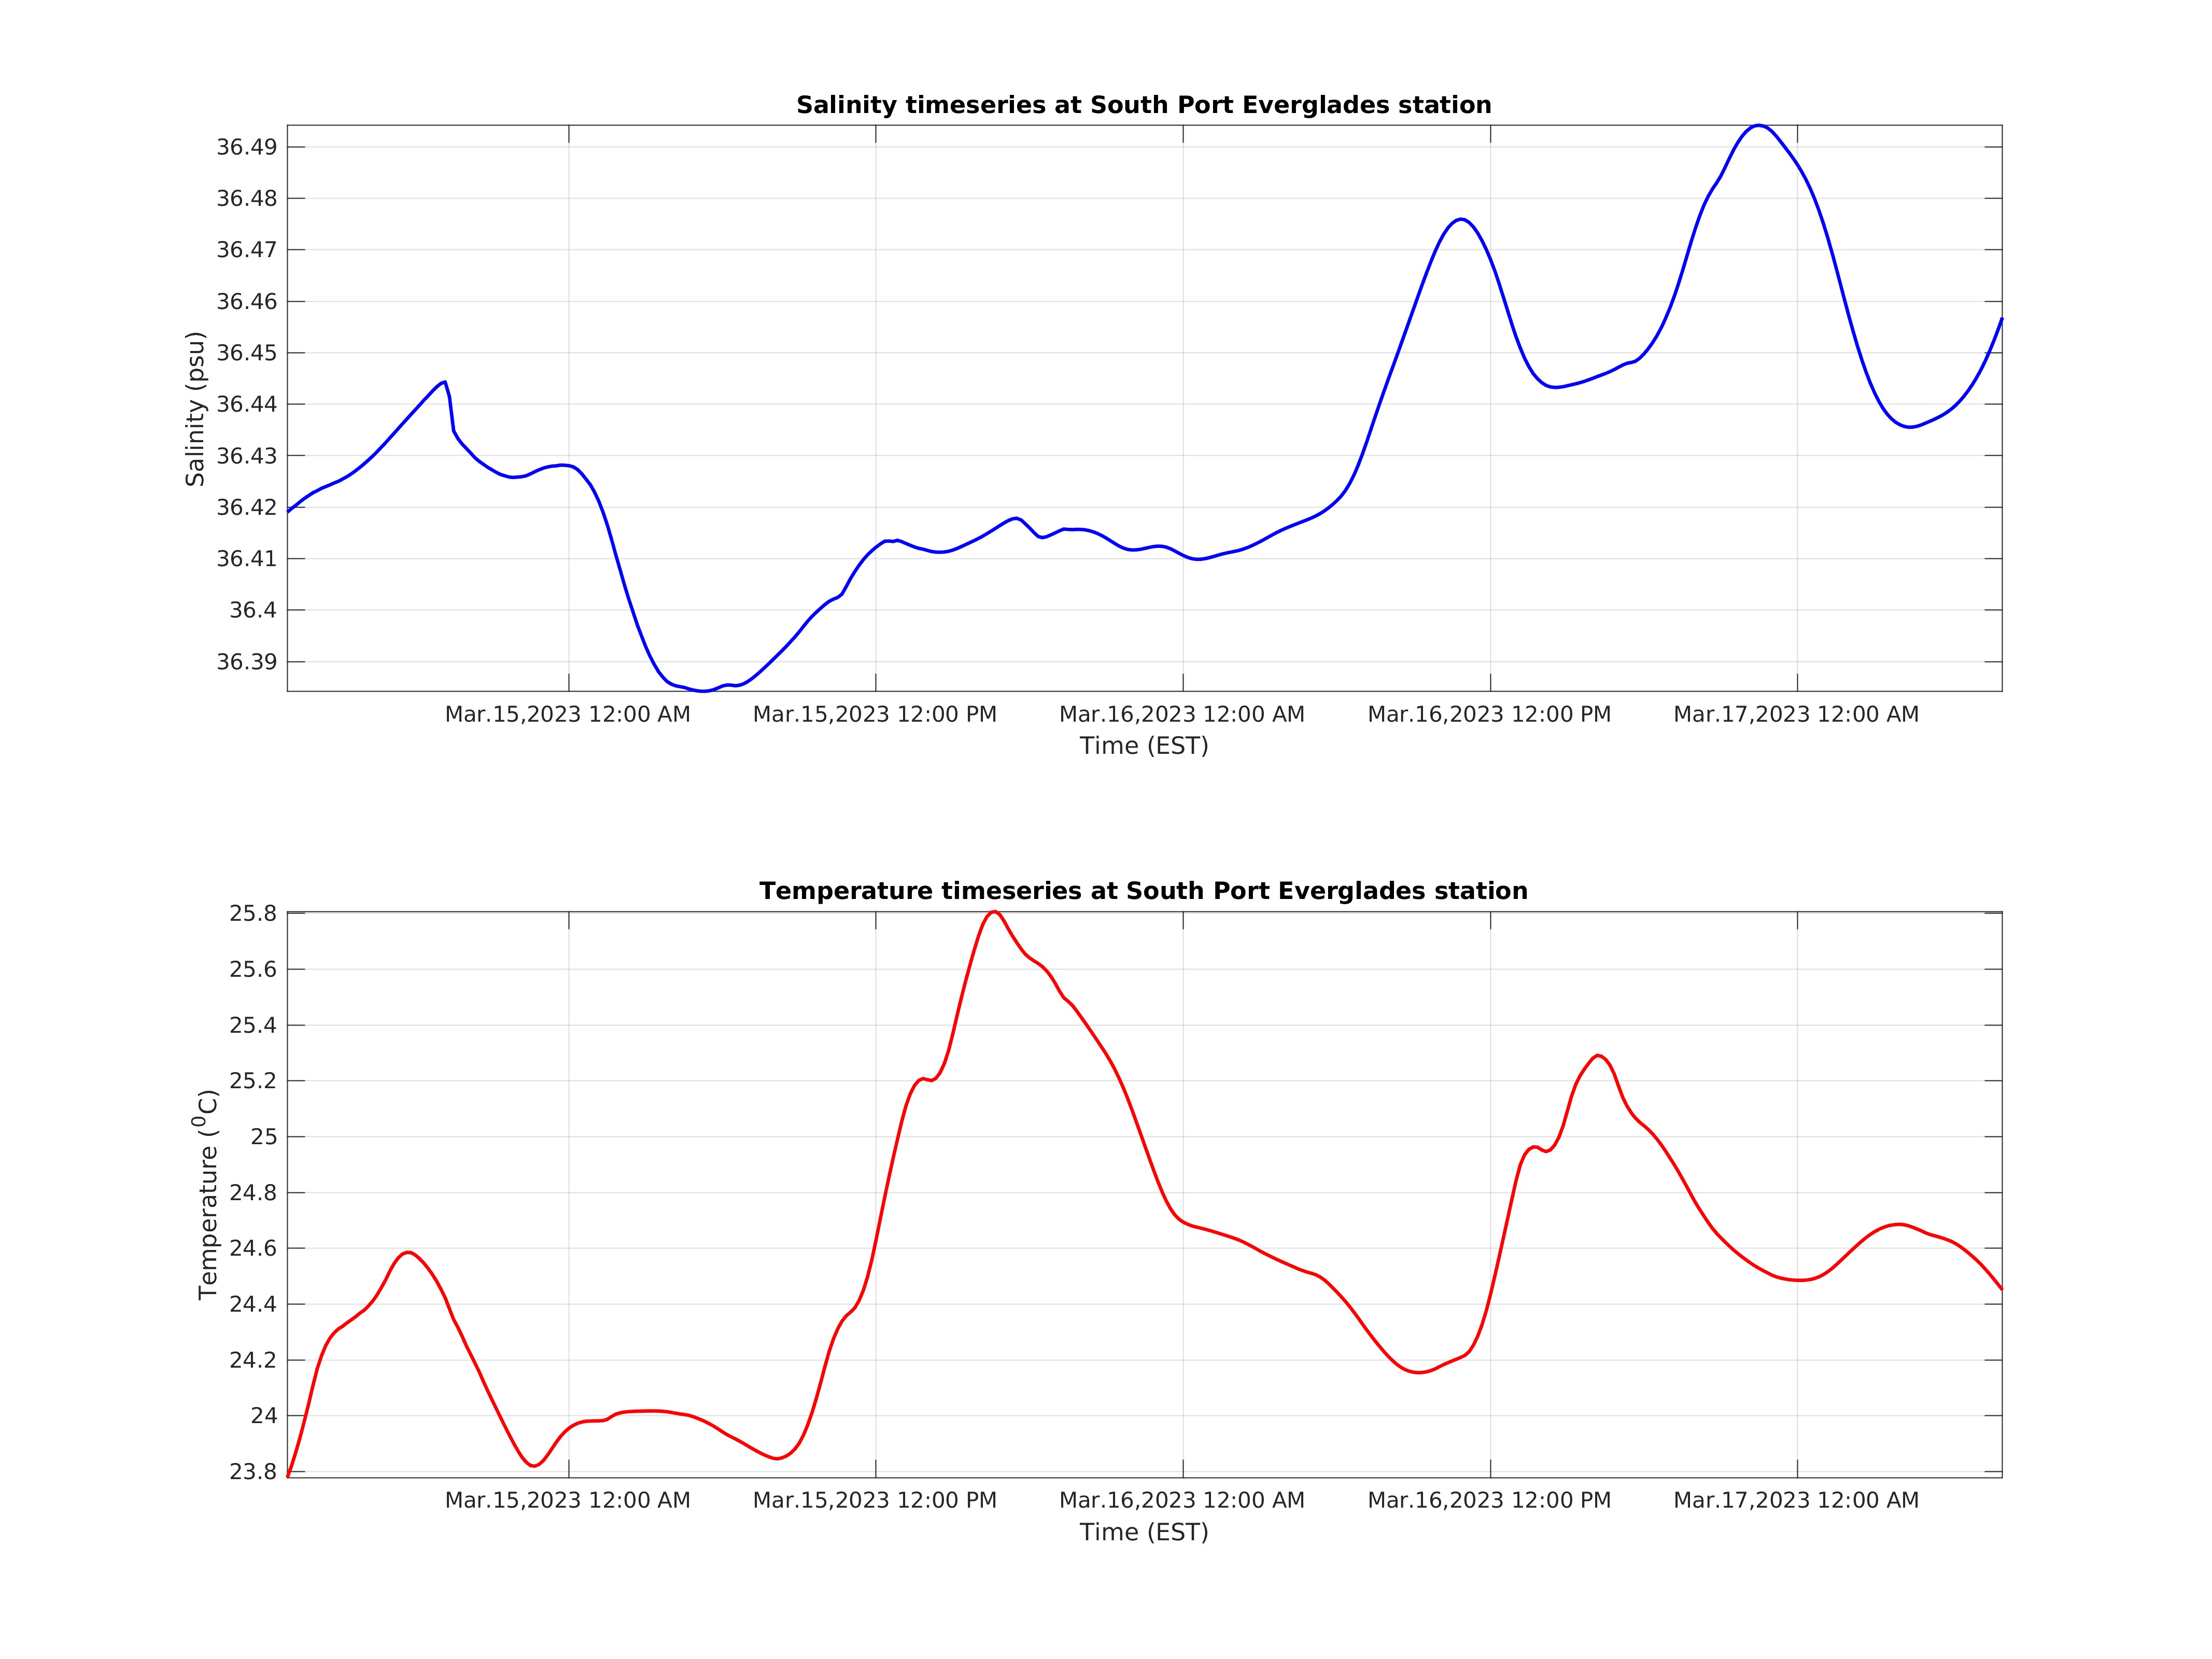 Salinity timeseries at South Port Everglades station
36.49
36.48
36.47
36.46
36.45
36.44
36.43
36.42
36.41
36.4
36.39
Salinity (psu)
Mar.15,2023 12:00 AM Mar.15,2023 12:00 PM Mar.16,2023 12:00 AM Mar.16,2023 12:00 PM Mar.17,2023 12:00 AM
Time (EST)
Temperature timeseries at South Port Everglades station
25.8
25.6
25.4
25.2
25
24.8
24.6
24.4
24.2
24
23.8
Temperature (⁰C)
Mar.15,2023 12:00 AM Mar.15,2023 12:00 PM Mar.16,2023 12:00 AM Mar.16,2023 12:00 PM Mar.17,2023 12:00 AM
Time (EST)